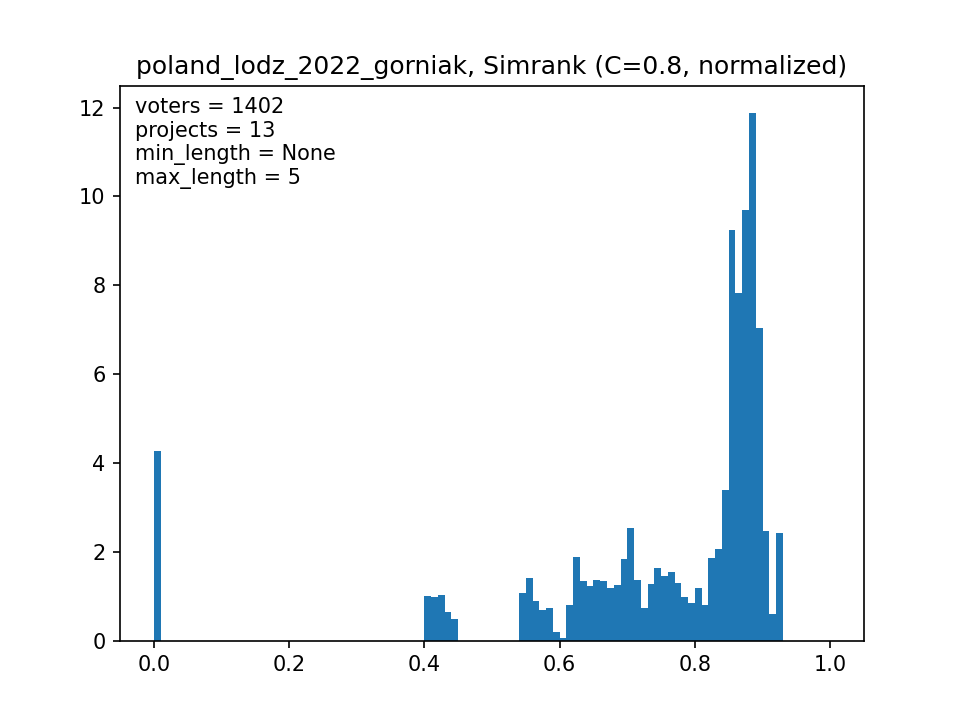 poland_lodz_2022_gorniak, Simrank (C=0.8, normalized)
voters = 1402
projects = 13
min_length = None
max_length = 5
12
10
8
6
4
2
0
0.0 0.2 0.4 0.6 0.8 1.0